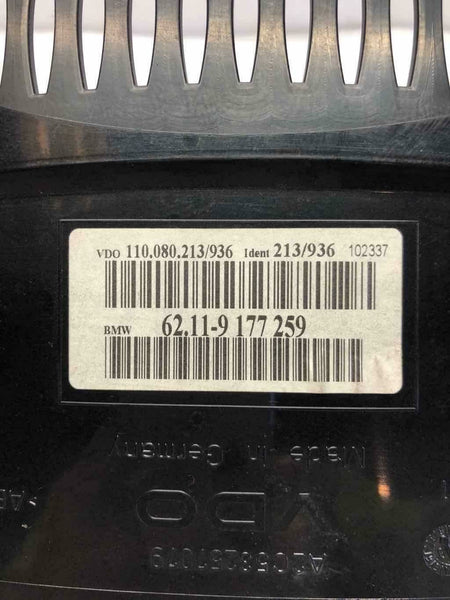 VDO 110.080.213/936 Ident 213/936 102337
BMW 62.11-9 177 259
Made in Germany
VDO